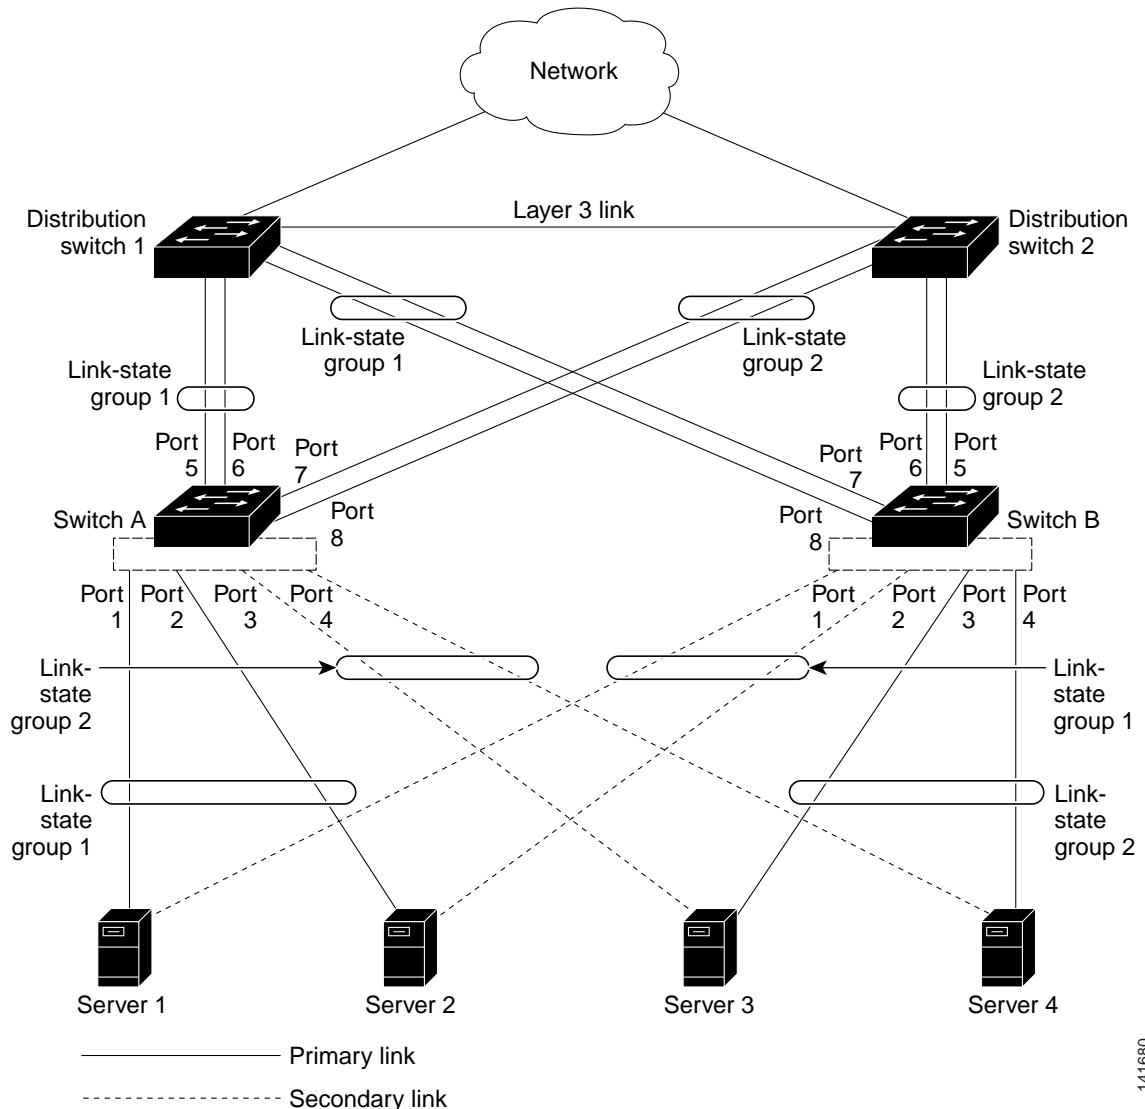 Network
Layer 3 link
Distribution
switch 1
Distribution
switch 2
Link-state
group 1
Link-state
group 2
Link-state
group 1
Link-state
group 2
Port
5
Port
6
Port
7
Port
8
Port
7
Port
6
Port
5
Port
8
Switch A
Switch B
Port
1
Port
2
Port
3
Port
4
Port
1
Port
2
Port
3
Port
4
Link-
state
group 2
Link-
state
group 1
Link-
state
group 1
Link-
state
group 2
Server 1
Server 2
Server 3
Server 4
Primary link
Secondary link
141680